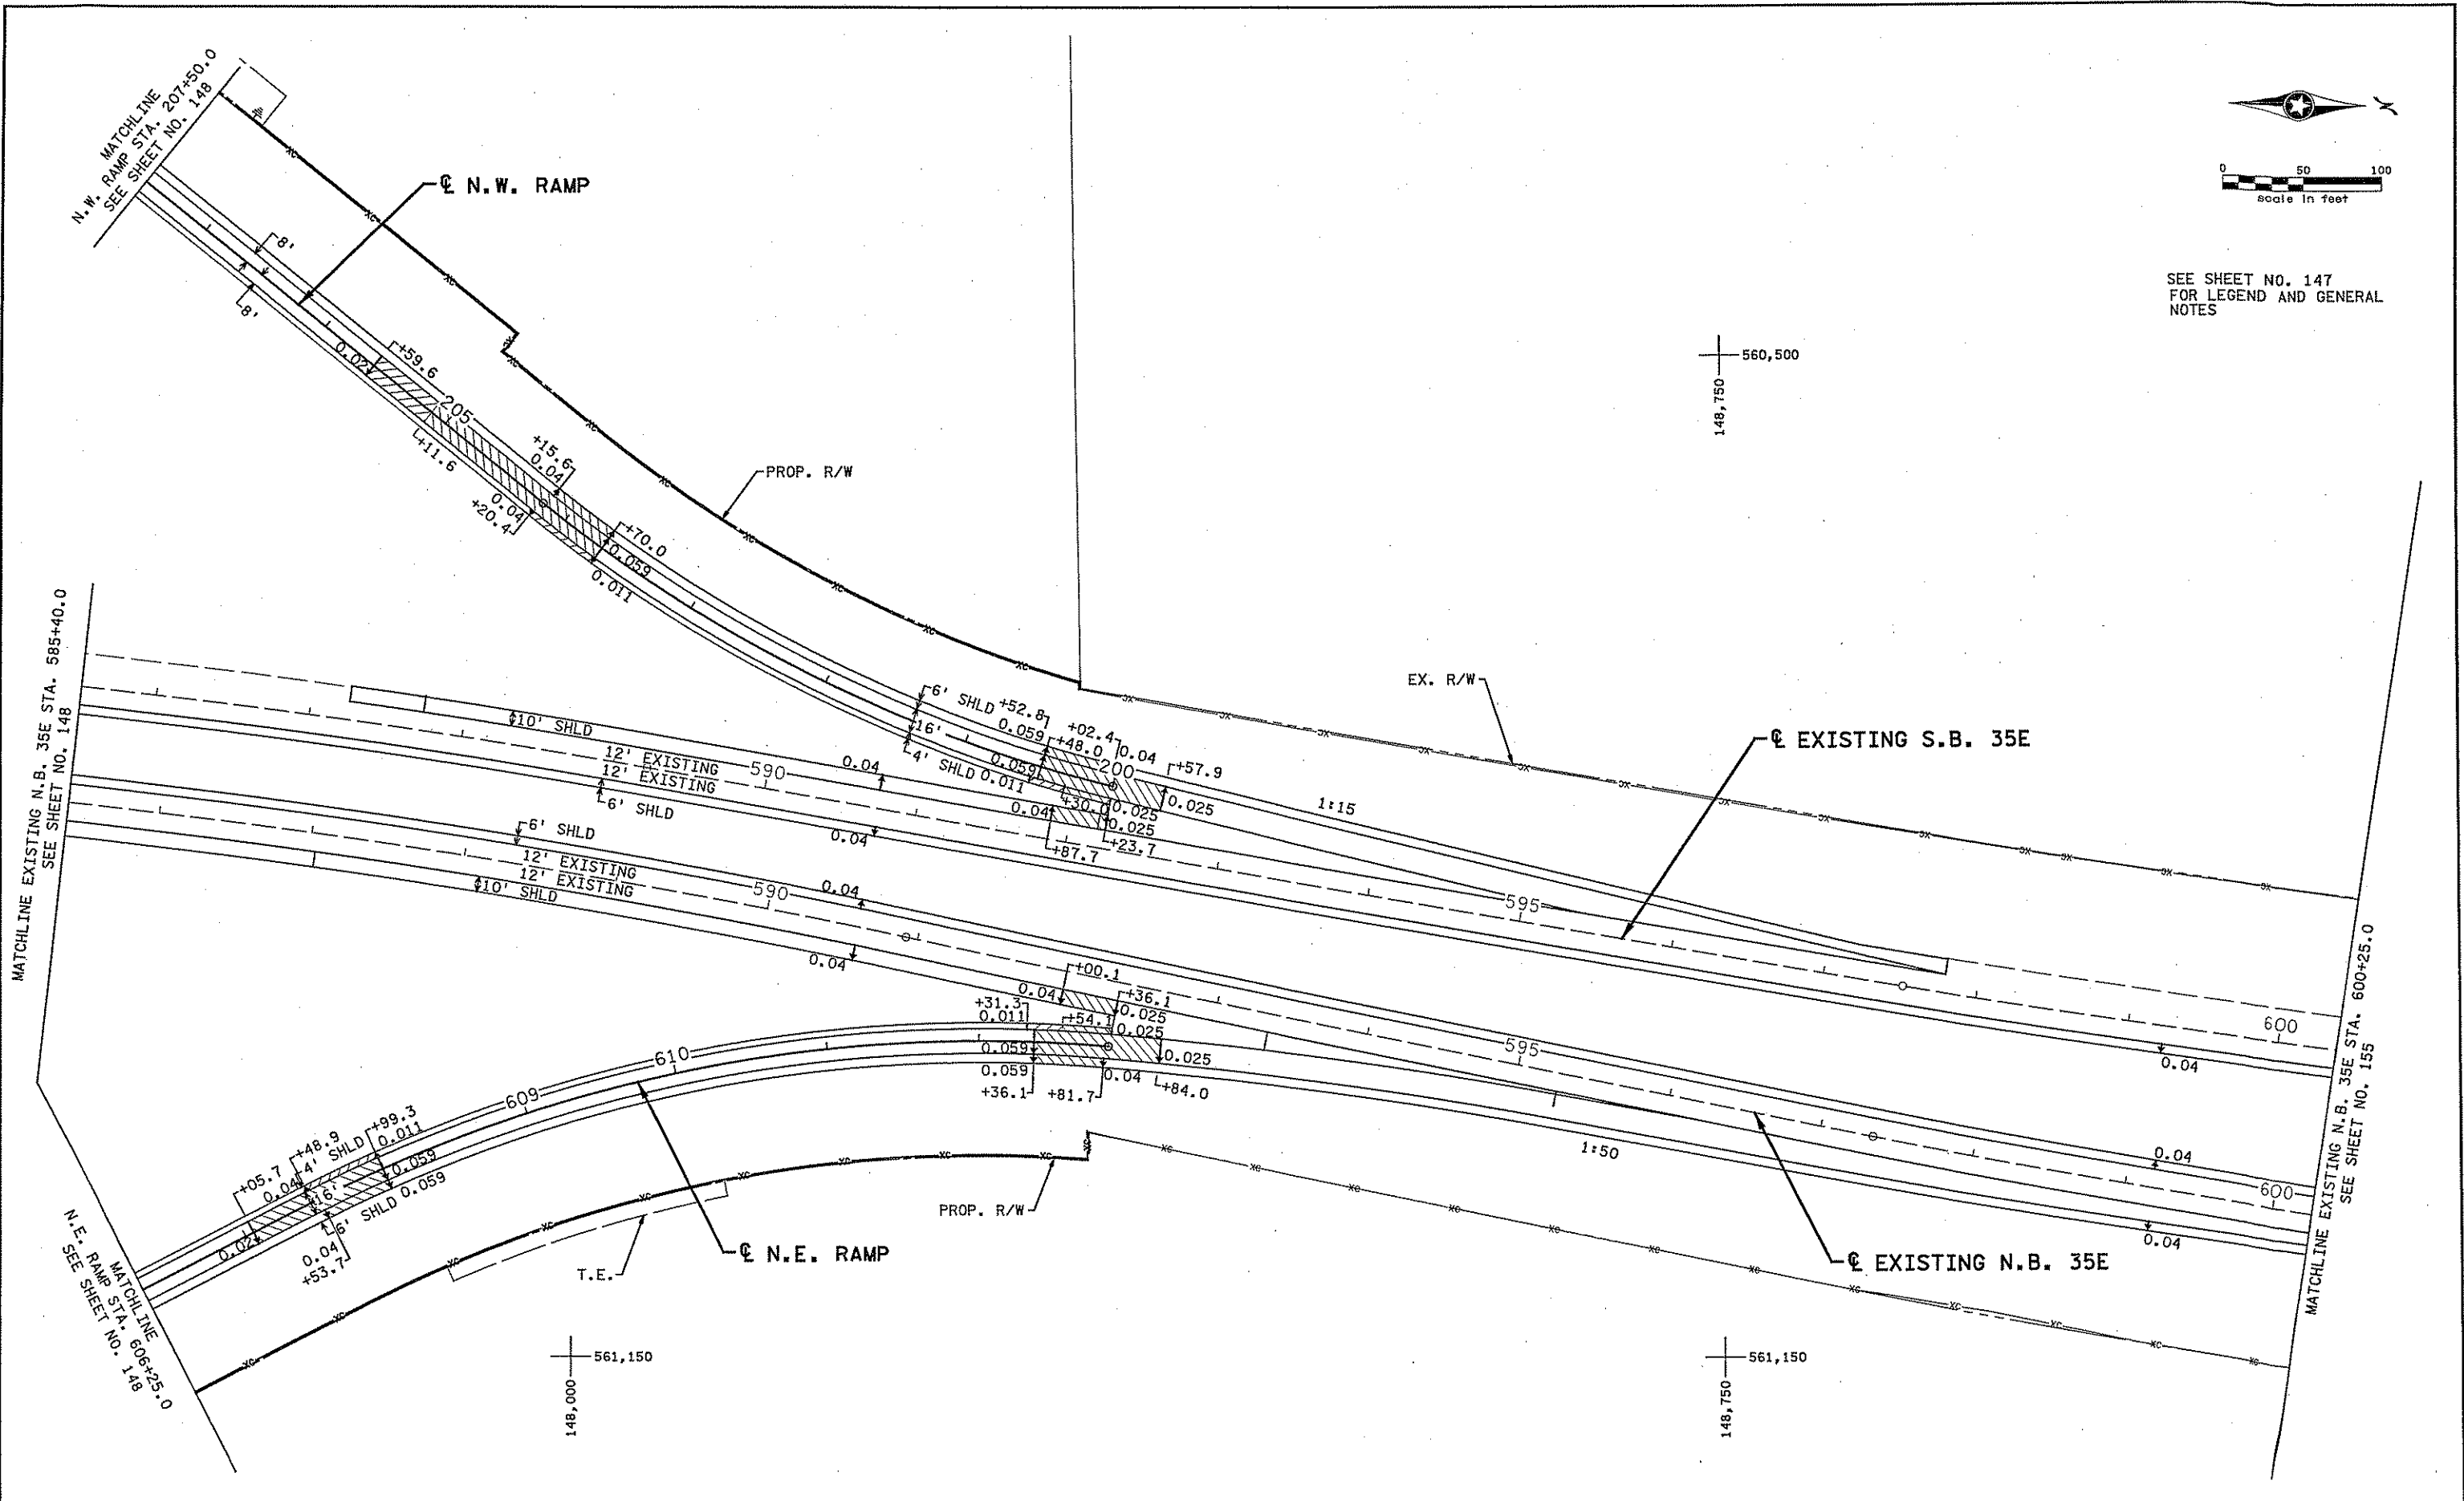 MATCHLINE
N.W. RAMP STA. 207+50.0
SEE SHEET NO. 148
℄ N.W. RAMP
0 50 100
scale in feet
SEE SHEET NO. 147
FOR LEGEND AND GENERAL
NOTES
8'
8'
560,500
148,750
0.02
+59.6
205
+11.6
+15.6
0.04
0.04
+20.4
PROP. R/W
+70.0
0.059
0.011
MATCHLINE EXISTING N.B. 35E STA. 585+40.0
SEE SHEET NO. 148
EX. R/W
6' SHLD
+52.8
0.059
+48.0
+02.4
0.04
200
+57.9
16'
0.059
4' SHLD
0.011
0.025
1:15
℄ EXISTING S.B. 35E
10' SHLD
12' EXISTING
12' EXISTING
590
0.04
6' SHLD
0.04
0.04
0.025
0.025
+87.7
+23.7
595
6' SHLD
12' EXISTING
12' EXISTING
10' SHLD
590
0.04
0.04
+00.1
0.04
+36.1
0.025
+31.3
0.011
+54.1
0.025
0.059
0.059
0.025
+36.1
+81.7
0.04
+84.0
595
600
0.04
MATCHLINE EXISTING N.B. 35E STA. 600+25.0
SEE SHEET NO. 155
610
609
1:50
0.04
600
0.04
+05.7
0.04
+48.9
4' SHLD
+99.3
0.011
0.059
16'
6' SHLD
0.059
0.02
0.04
+53.7
PROP. R/W
T.E.
℄ N.E. RAMP
℄ EXISTING N.B. 35E
MATCHLINE
N.E. RAMP STA. 606+25.0
SEE SHEET NO. 148
561,150
148,000
561,150
148,750